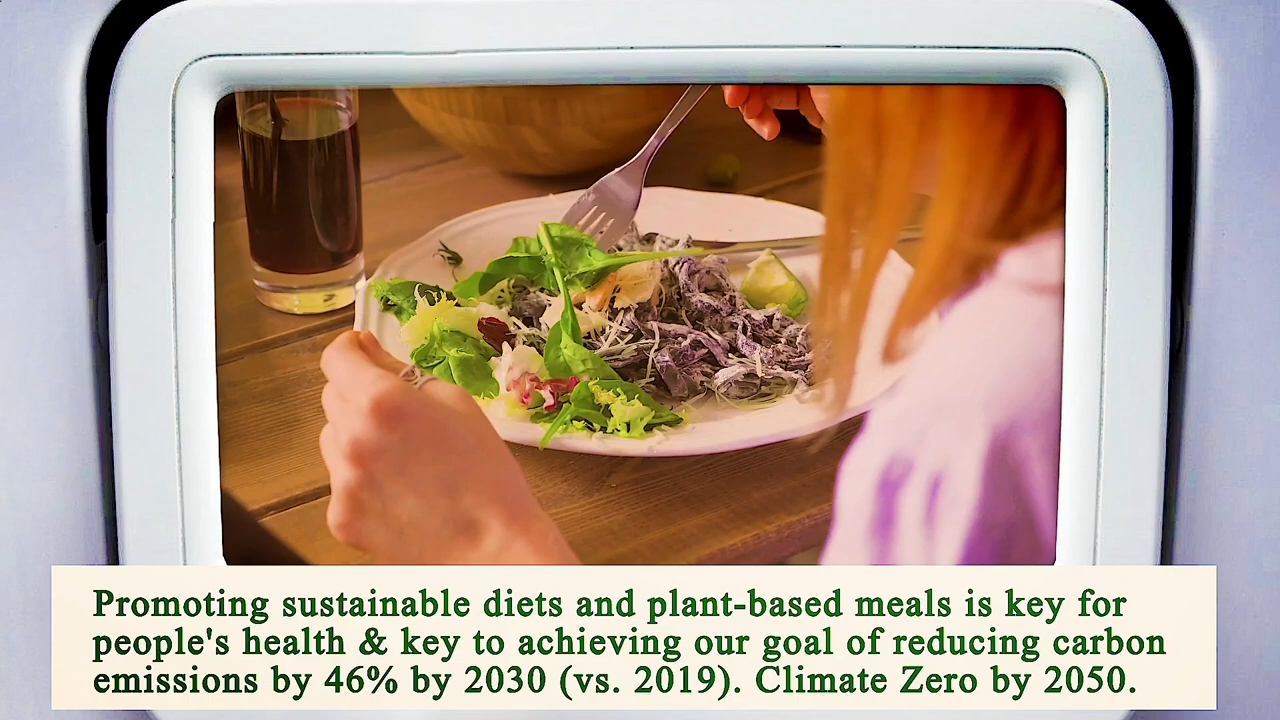 Promoting sustainable diets and plant-based meals is key for
people's health & key to achieving our goal of reducing carbon
emissions by 46% by 2030 (vs. 2019). Climate Zero by 2050.